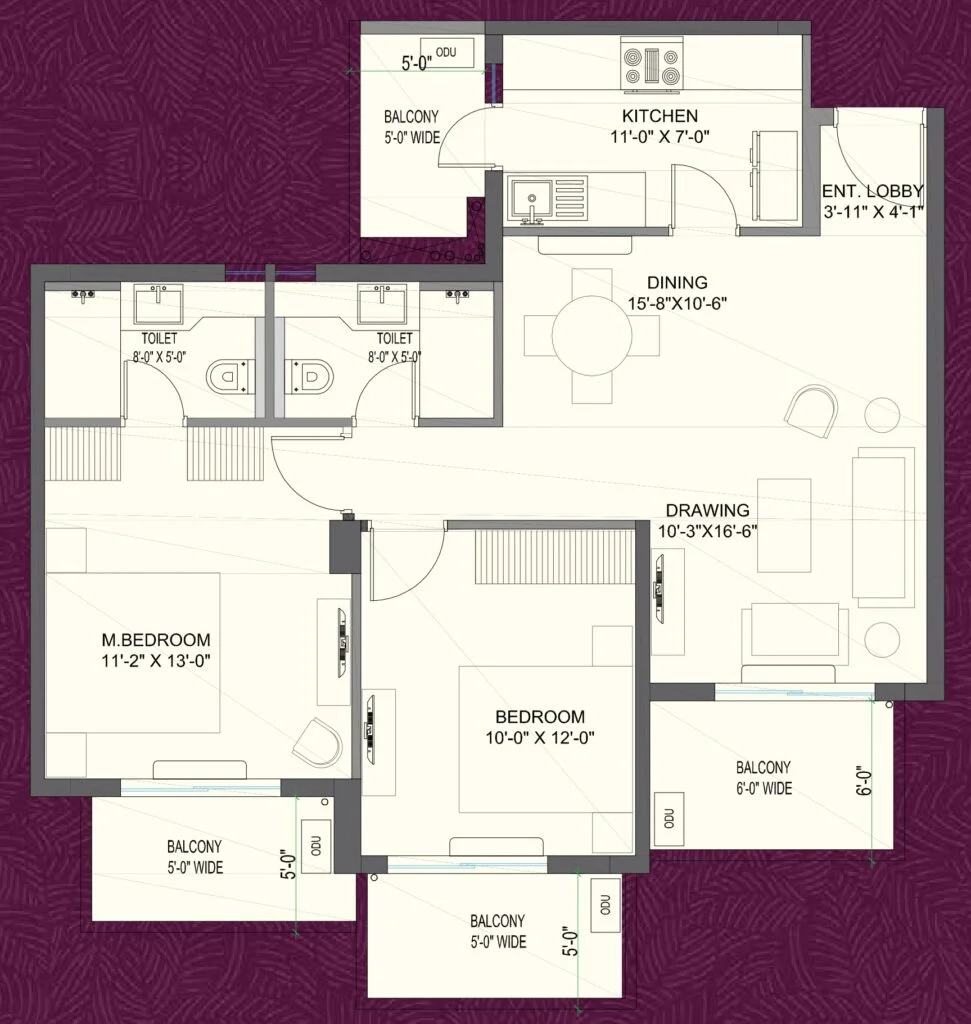 ODU
5'-0"
BALCONY
5'-0" WIDE
KITCHEN
11'-0" X 7'-0"
ENT. LOBBY
3'-11" X 4'-1"
DINING
15'-8"X10'-6"
TOILET
8'-0" X 5'-0"
TOILET
8'-0" X 5'-0"
DRAWING
10'-3"X16'-6"
M.BEDROOM
11'-2" X 13'-0"
BEDROOM
10'-0" X 12'-0"
BALCONY
6'-0" WIDE
6'-0"
ODU
BALCONY
5'-0" WIDE
5'-0"
ODU
BALCONY
5'-0" WIDE
5'-0"
ODU